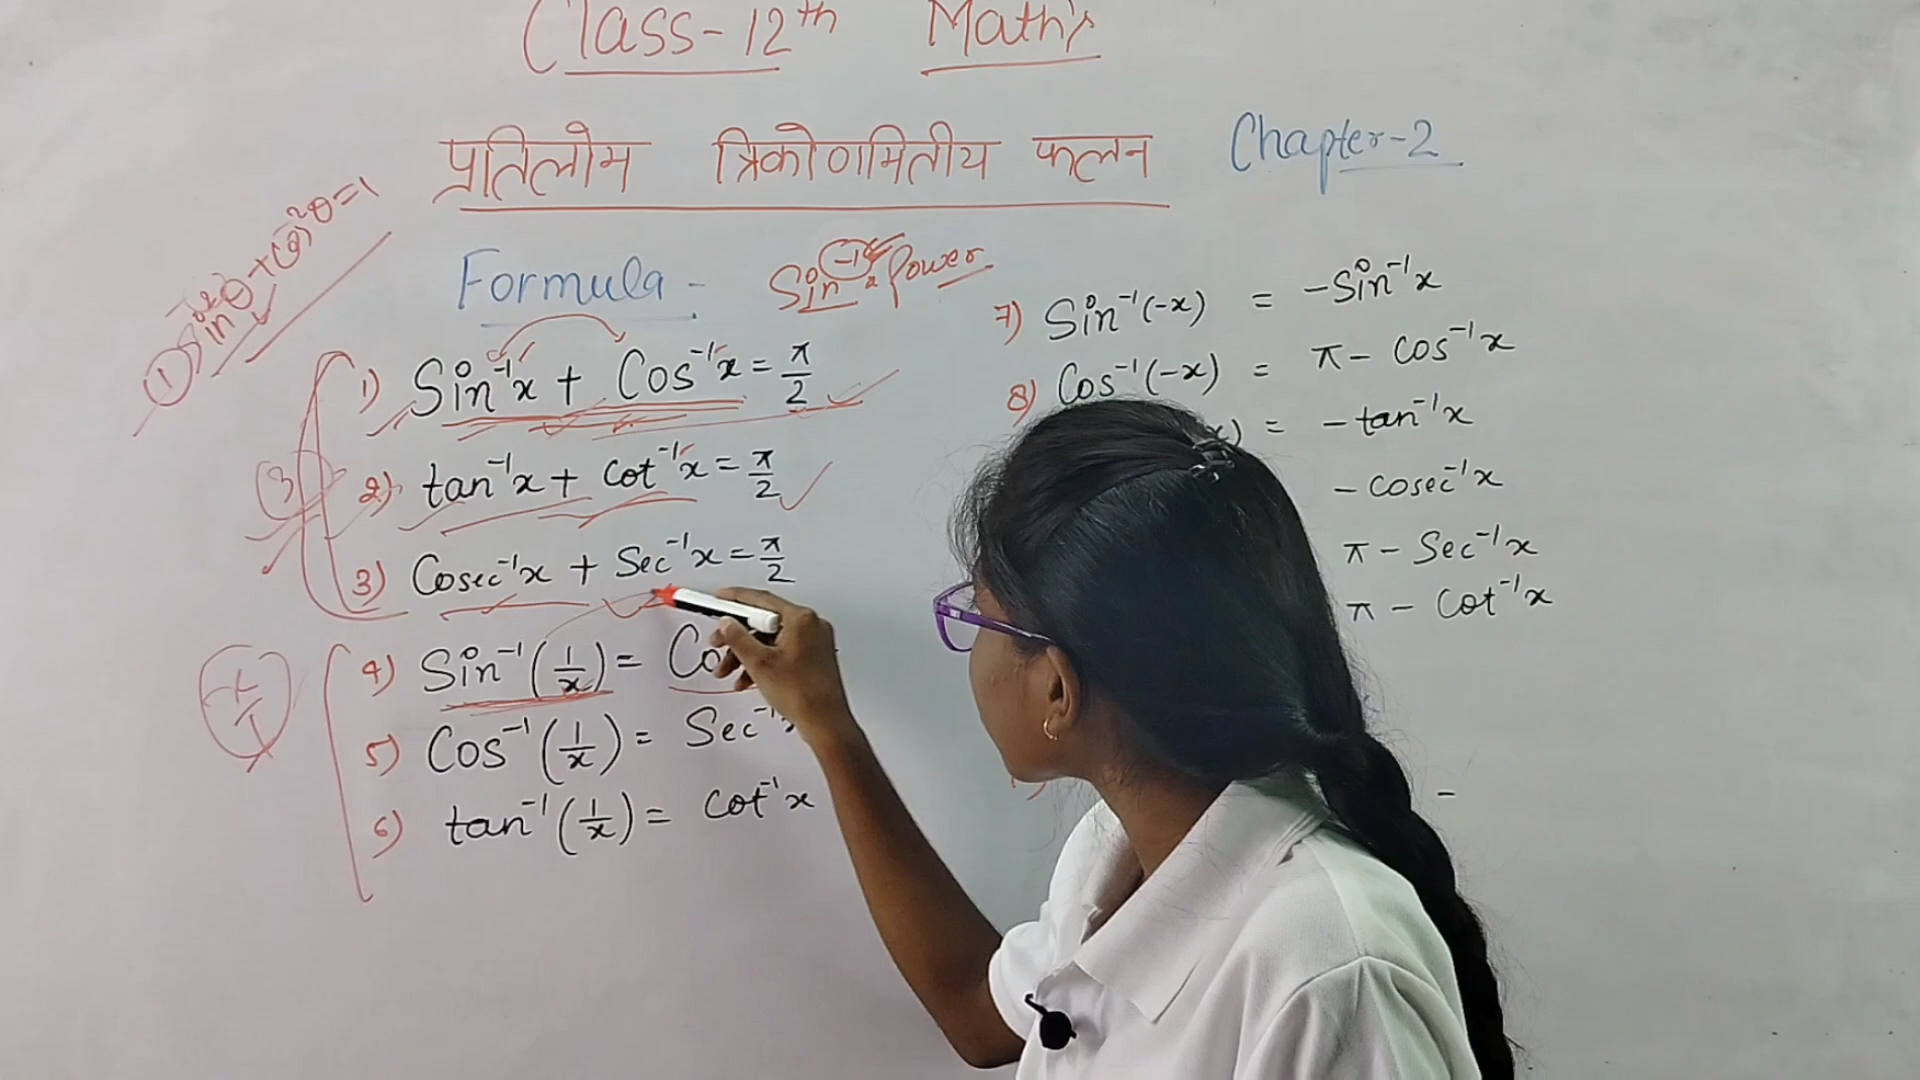 Class-12th Math's
प्रतिलोम त्रिकोणमितीय फलन Chapter-2
① sin²θ + cos²θ = 1
Formula -
Sin⁻¹ Power
1) Sin⁻¹x + Cos⁻¹x = π/2
3
2) tan⁻¹x + cot⁻¹x = π/2
3) Cosec⁻¹x + Sec⁻¹x = π/2
4) Sin⁻¹(1/x) =
5) Cos⁻¹(1/x) = Sec⁻¹
6) tan⁻¹(1/x) = cot⁻¹x
7) Sin⁻¹(-x) = -Sin⁻¹x
8) Cos⁻¹(-x) = π - cos⁻¹x
= -tan⁻¹x
-cosec⁻¹x
π - Sec⁻¹x
π - Cot⁻¹x